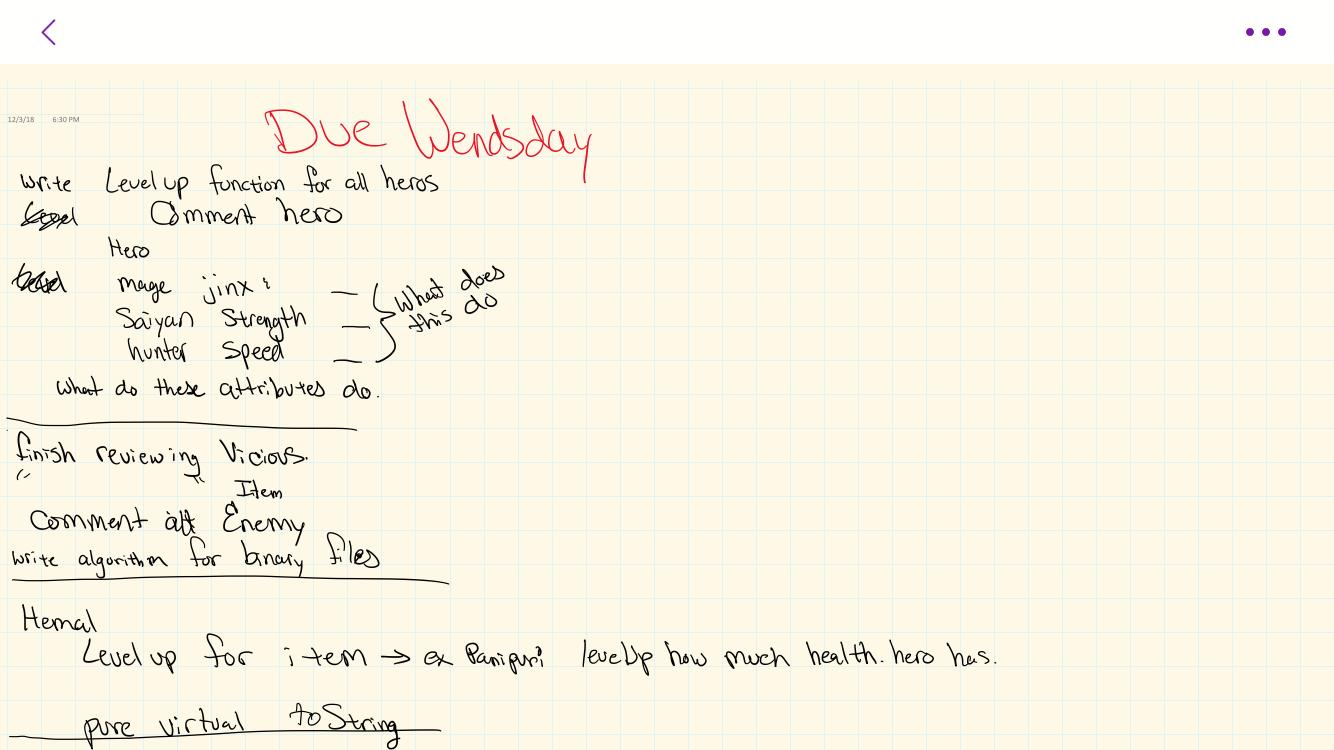 12/3/18 6:30 PM
Due Wendsday
write Level up function for all heros
Comment hero
Hero
mage jinx :
Saiyan Strength
hunter Speed
What does this do
what do these attributes do.
finish reviewing Vicious.
" " Item
Comment Enemy
write algorithm for binary files
Hemal
Level up for item → ex Panipuri levelUp how much health. hero has.
pure virtual toString